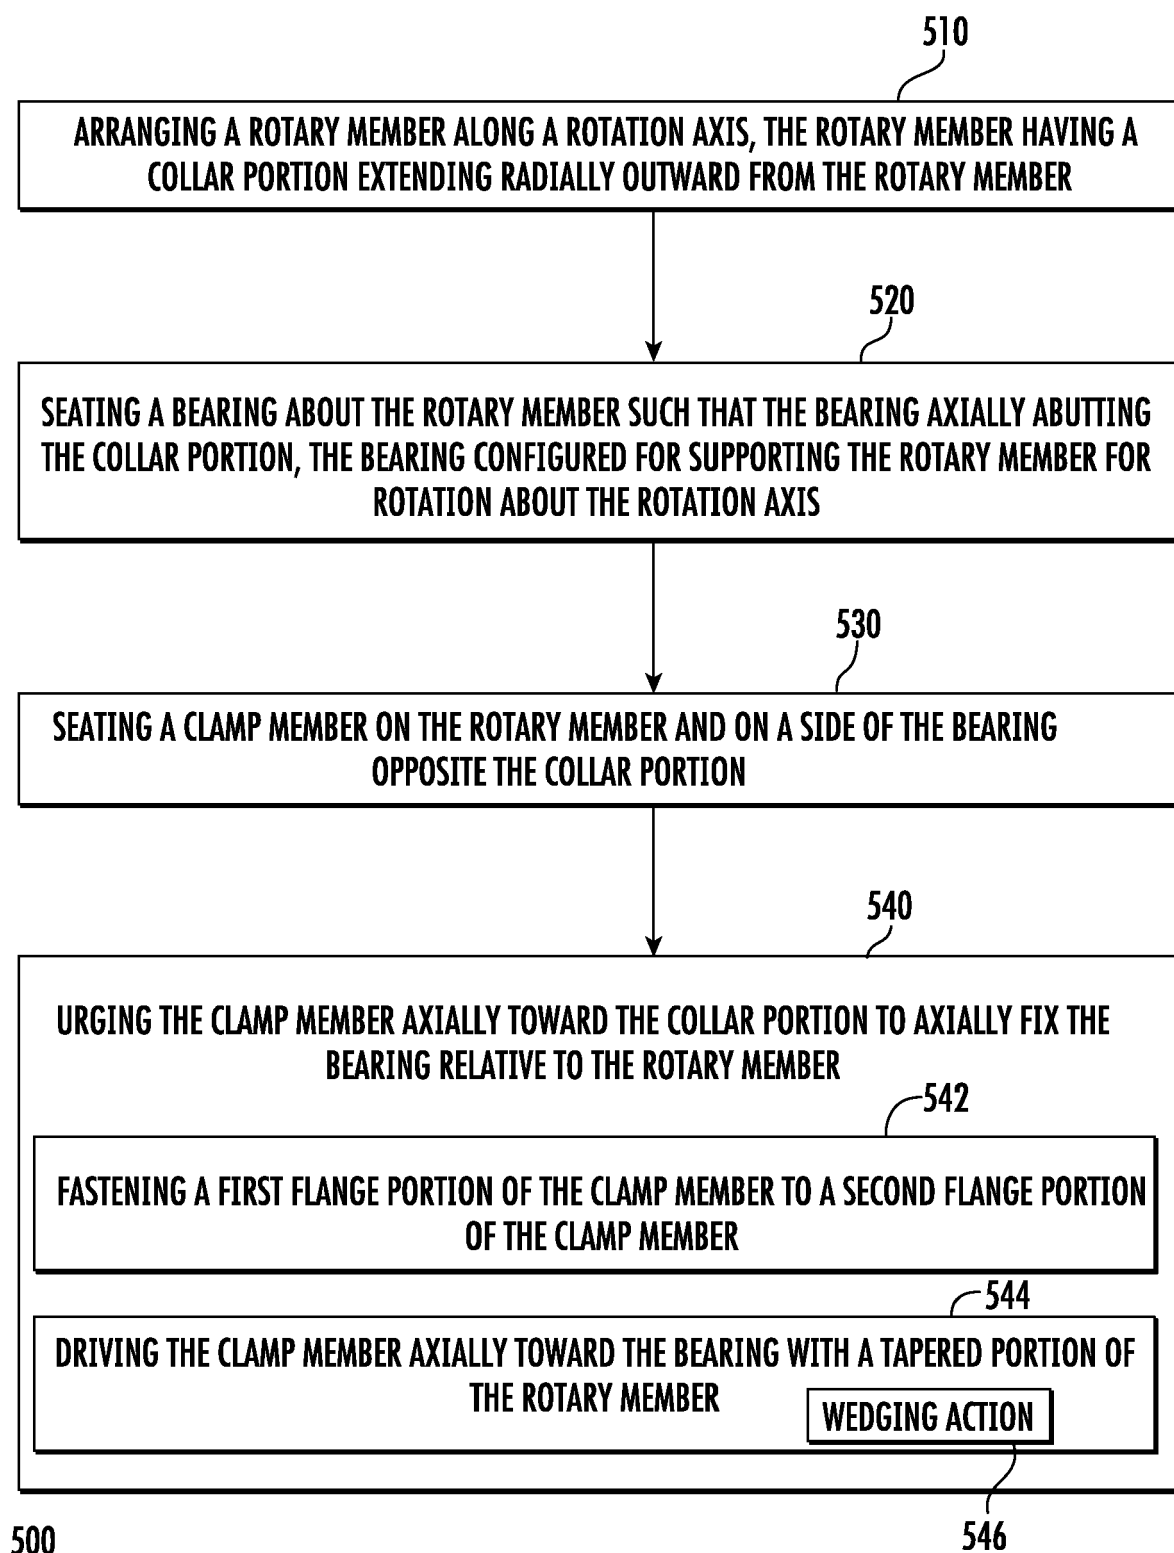 510
ARRANGING A ROTARY MEMBER ALONG A ROTATION AXIS, THE ROTARY MEMBER HAVING A
COLLAR PORTION EXTENDING RADIALLY OUTWARD FROM THE ROTARY MEMBER
520
SEATING A BEARING ABOUT THE ROTARY MEMBER SUCH THAT THE BEARING AXIALLY ABUTTING
THE COLLAR PORTION, THE BEARING CONFIGURED FOR SUPPORTING THE ROTARY MEMBER FOR
ROTATION ABOUT THE ROTATION AXIS
530
SEATING A CLAMP MEMBER ON THE ROTARY MEMBER AND ON A SIDE OF THE BEARING
OPPOSITE THE COLLAR PORTION
540
URGING THE CLAMP MEMBER AXIALLY TOWARD THE COLLAR PORTION TO AXIALLY FIX THE
BEARING RELATIVE TO THE ROTARY MEMBER
542
FASTENING A FIRST FLANGE PORTION OF THE CLAMP MEMBER TO A SECOND FLANGE PORTION
OF THE CLAMP MEMBER
544
DRIVING THE CLAMP MEMBER AXIALLY TOWARD THE BEARING WITH A TAPERED PORTION OF
THE ROTARY MEMBER
WEDGING ACTION
546
500